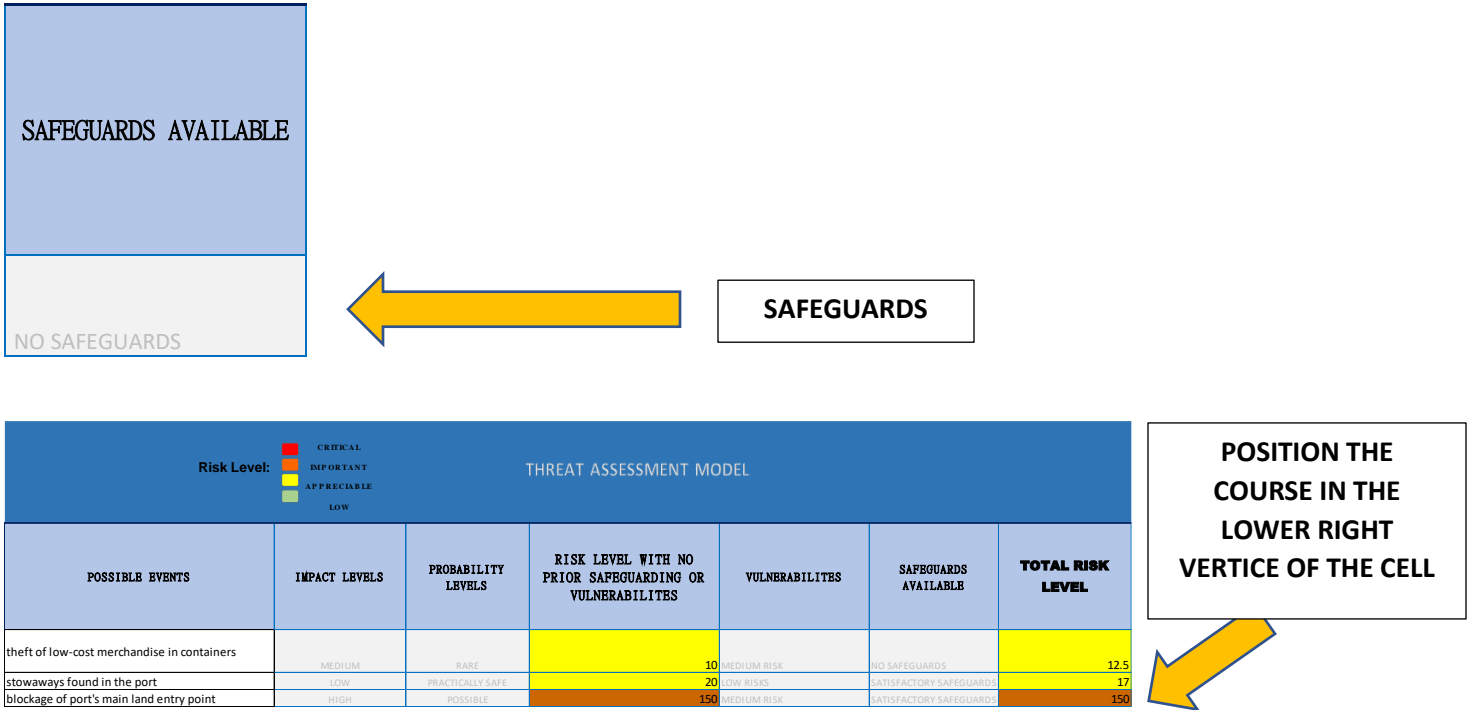 SAFEGUARDS AVAILABLE
NO SAFEGUARDS
SAFEGUARDS
Risk Level:
CRITICAL
IMPORTANT
APPRECIABLE
LOW
THREAT ASSESSMENT MODEL
POSITION THE
COURSE IN THE
LOWER RIGHT
VERTICE OF THE CELL
POSSIBLE EVENTS
IMPACT LEVELS
PROBABILITY
LEVELS
RISK LEVEL WITH NO
PRIOR SAFEGUARDING OR
VULNERABILITES
VULNERABILITES
SAFEGUARDS
AVAILABLE
TOTAL RISK
LEVEL
theft of low-cost merchandise in containers MEDIUM RARE 10 MEDIUM RISK NO SAFEGUARDS 12.5
stowaways found in the port LOW PRACTICALLY SAFE 20 LOW RISKS SATISFACTORY SAFEGUARDS 17
blockage of port's main land entry point HIGH POSSIBLE 150 MEDIUM RISK SATISFACTORY SAFEGUARDS 150